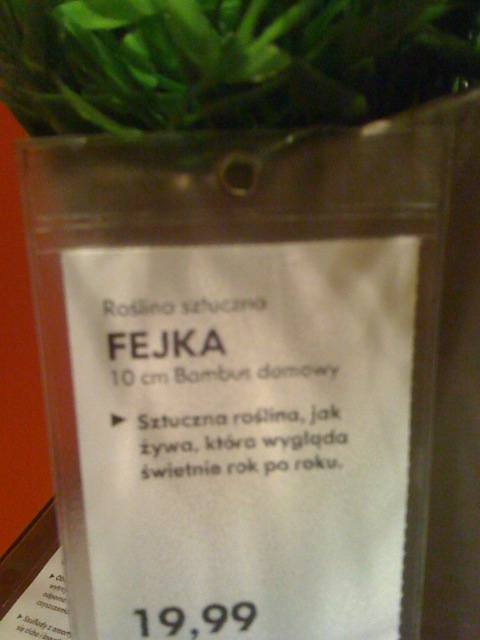 Roślina sztuczna
FEJKA
10 cm Bambus domowy
► Sztuczna roślina, jak
żywa, która wygląda
świetnie rok po roku.
19,99